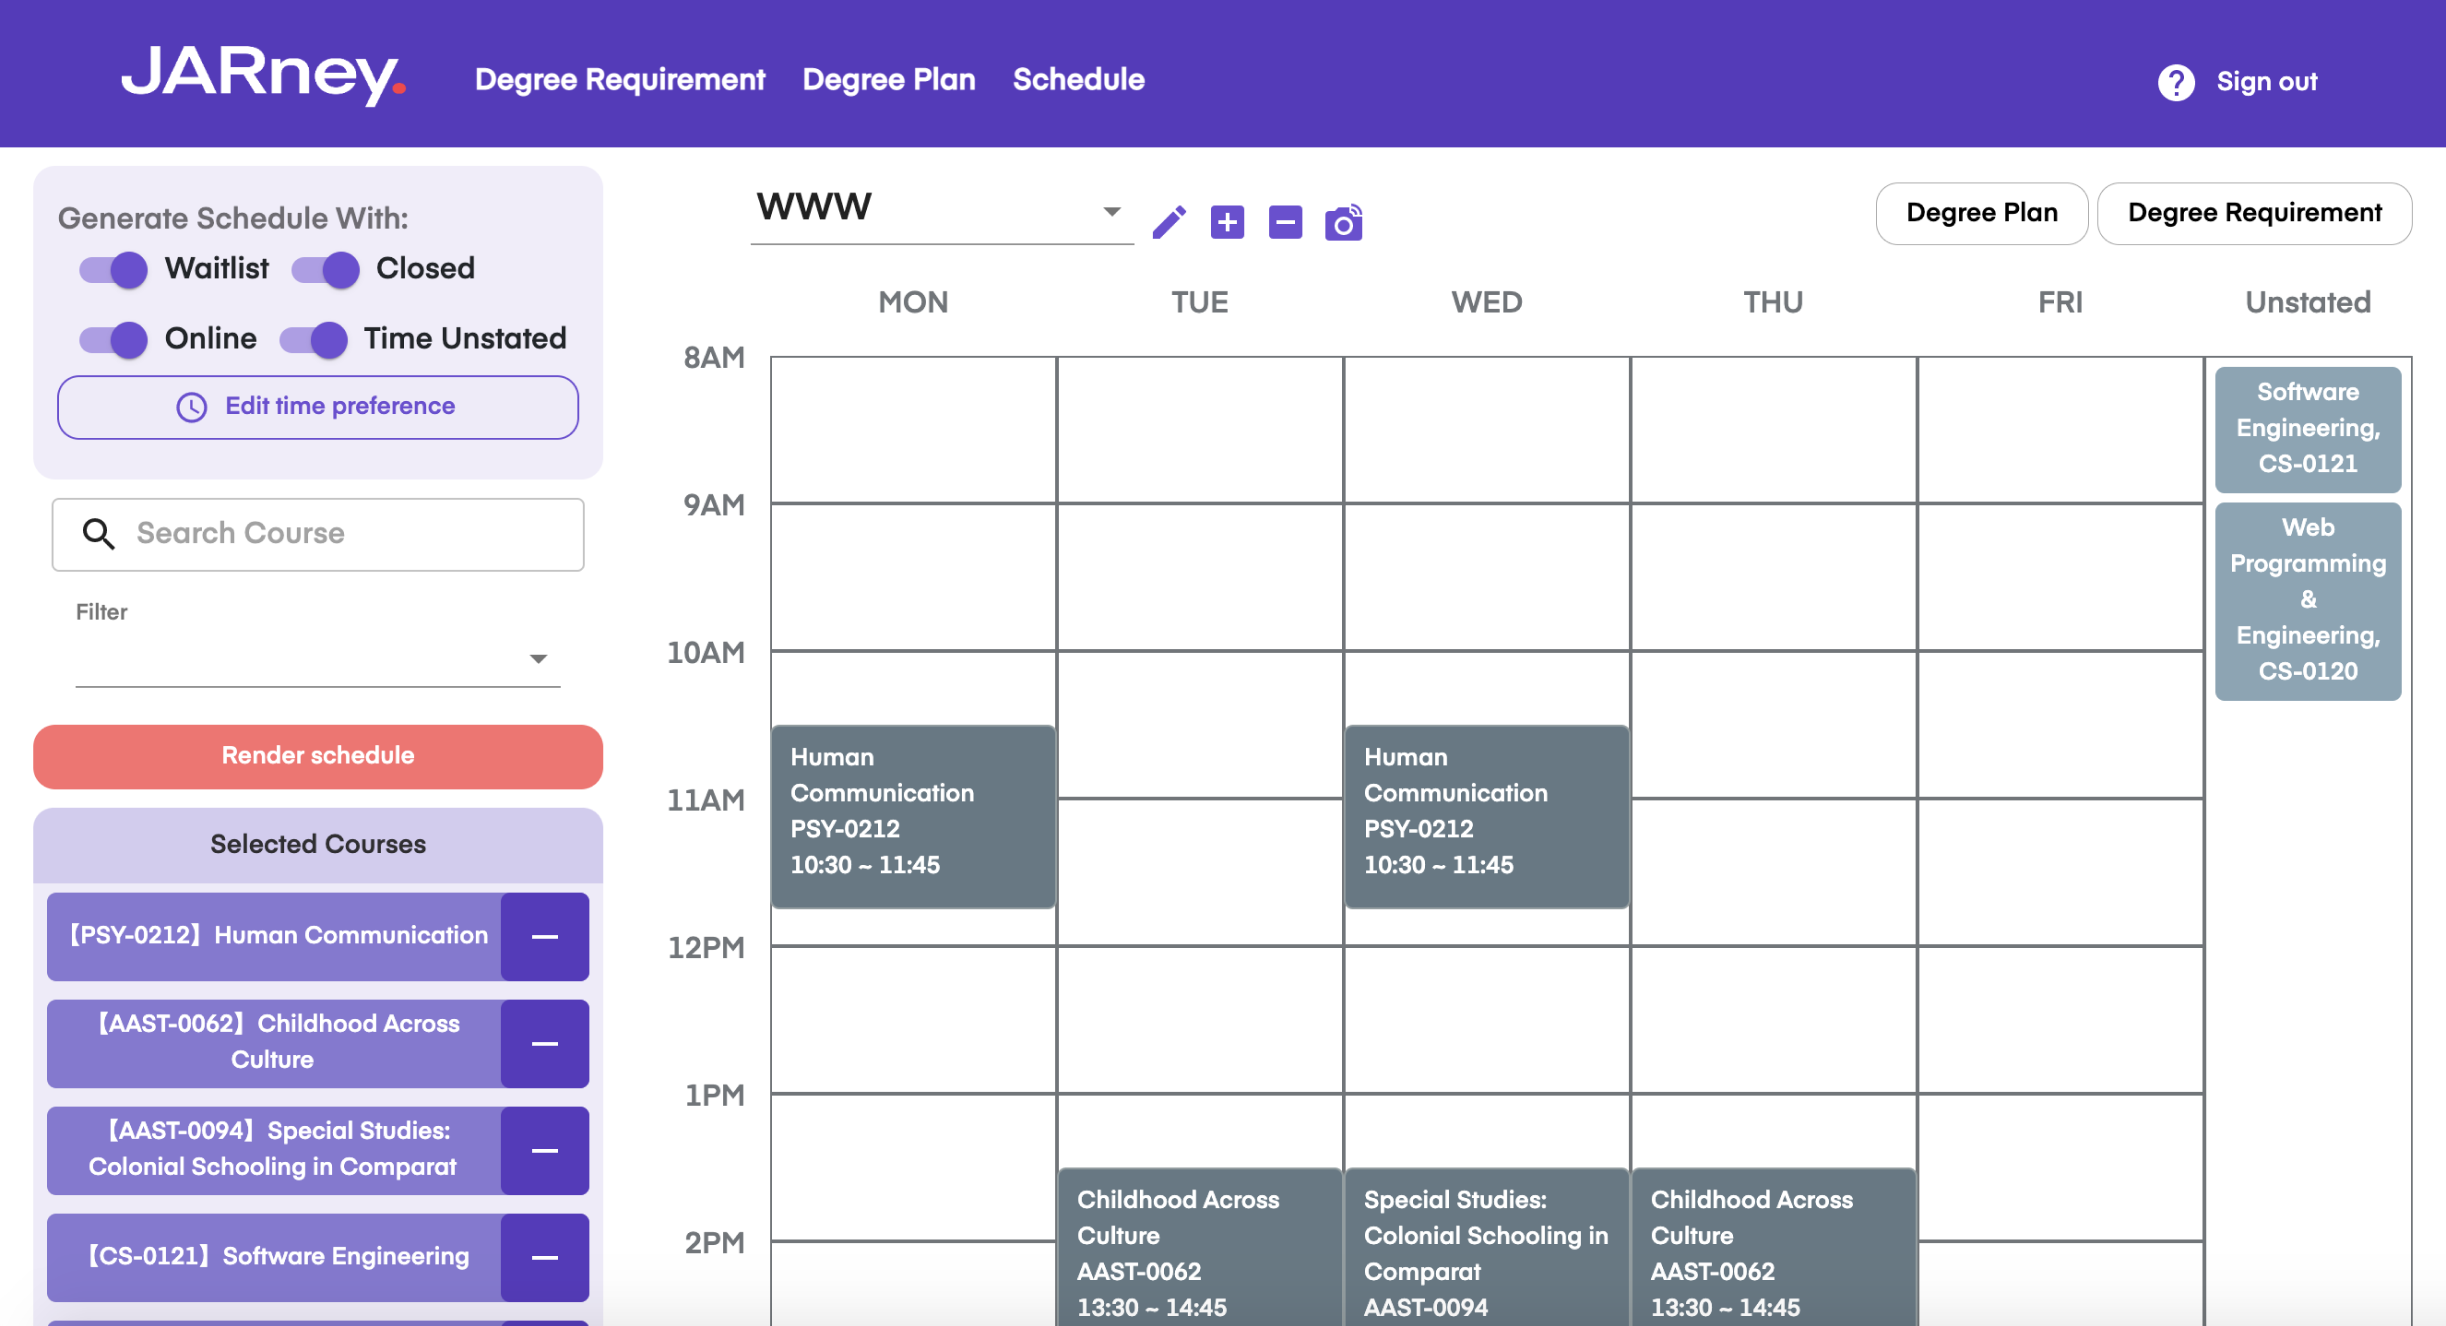 JARney.
Degree Requirement
Degree Plan
Schedule
?
Sign out
Generate Schedule With:
Waitlist
Closed
Online
Time Unstated
Edit time preference
Search Course
Filter
Render schedule
Selected Courses
【PSY-0212】Human Communication
【AAST-0062】Childhood Across
Culture
【AAST-0094】Special Studies:
Colonial Schooling in Comparat
【CS-0121】Software Engineering
WWW
Degree Plan
Degree Requirement
MON
TUE
WED
THU
FRI
Unstated
8AM
9AM
10AM
11AM
12PM
1PM
2PM
Human
Communication
PSY-0212
10:30 ~ 11:45
Childhood Across
Culture
AAST-0062
13:30 ~ 14:45
Human
Communication
PSY-0212
10:30 ~ 11:45
Special Studies:
Colonial Schooling in
Comparat
AAST-0094
Childhood Across
Culture
AAST-0062
13:30 ~ 14:45
Software
Engineering,
CS-0121
Web
Programming
&
Engineering,
CS-0120